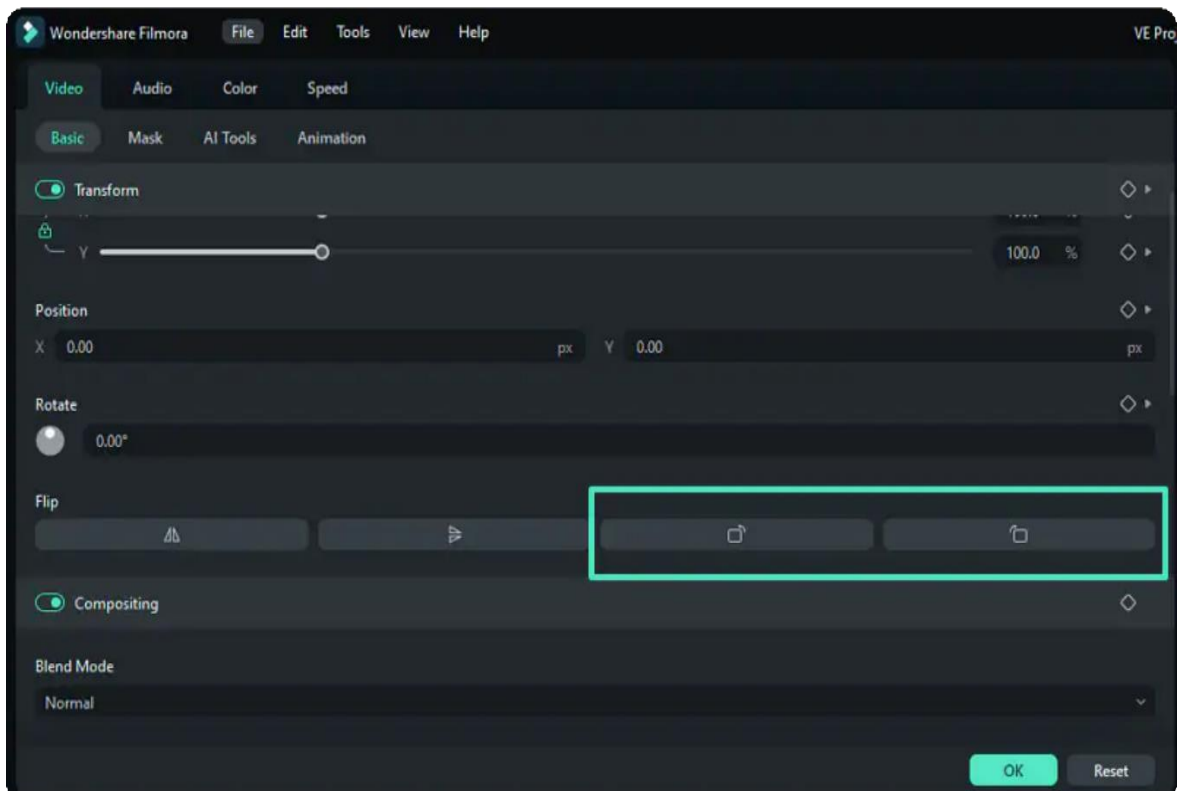 Wondershare Filmora File Edit Tools View Help VE Pro
Video Audio Color Speed
Basic Mask AI Tools Animation
Transform
Y 100.0 %
Position
X 0.00 px Y 0.00 px
Rotate
0.00°
Flip
Compositing
Blend Mode
Normal
OK Reset